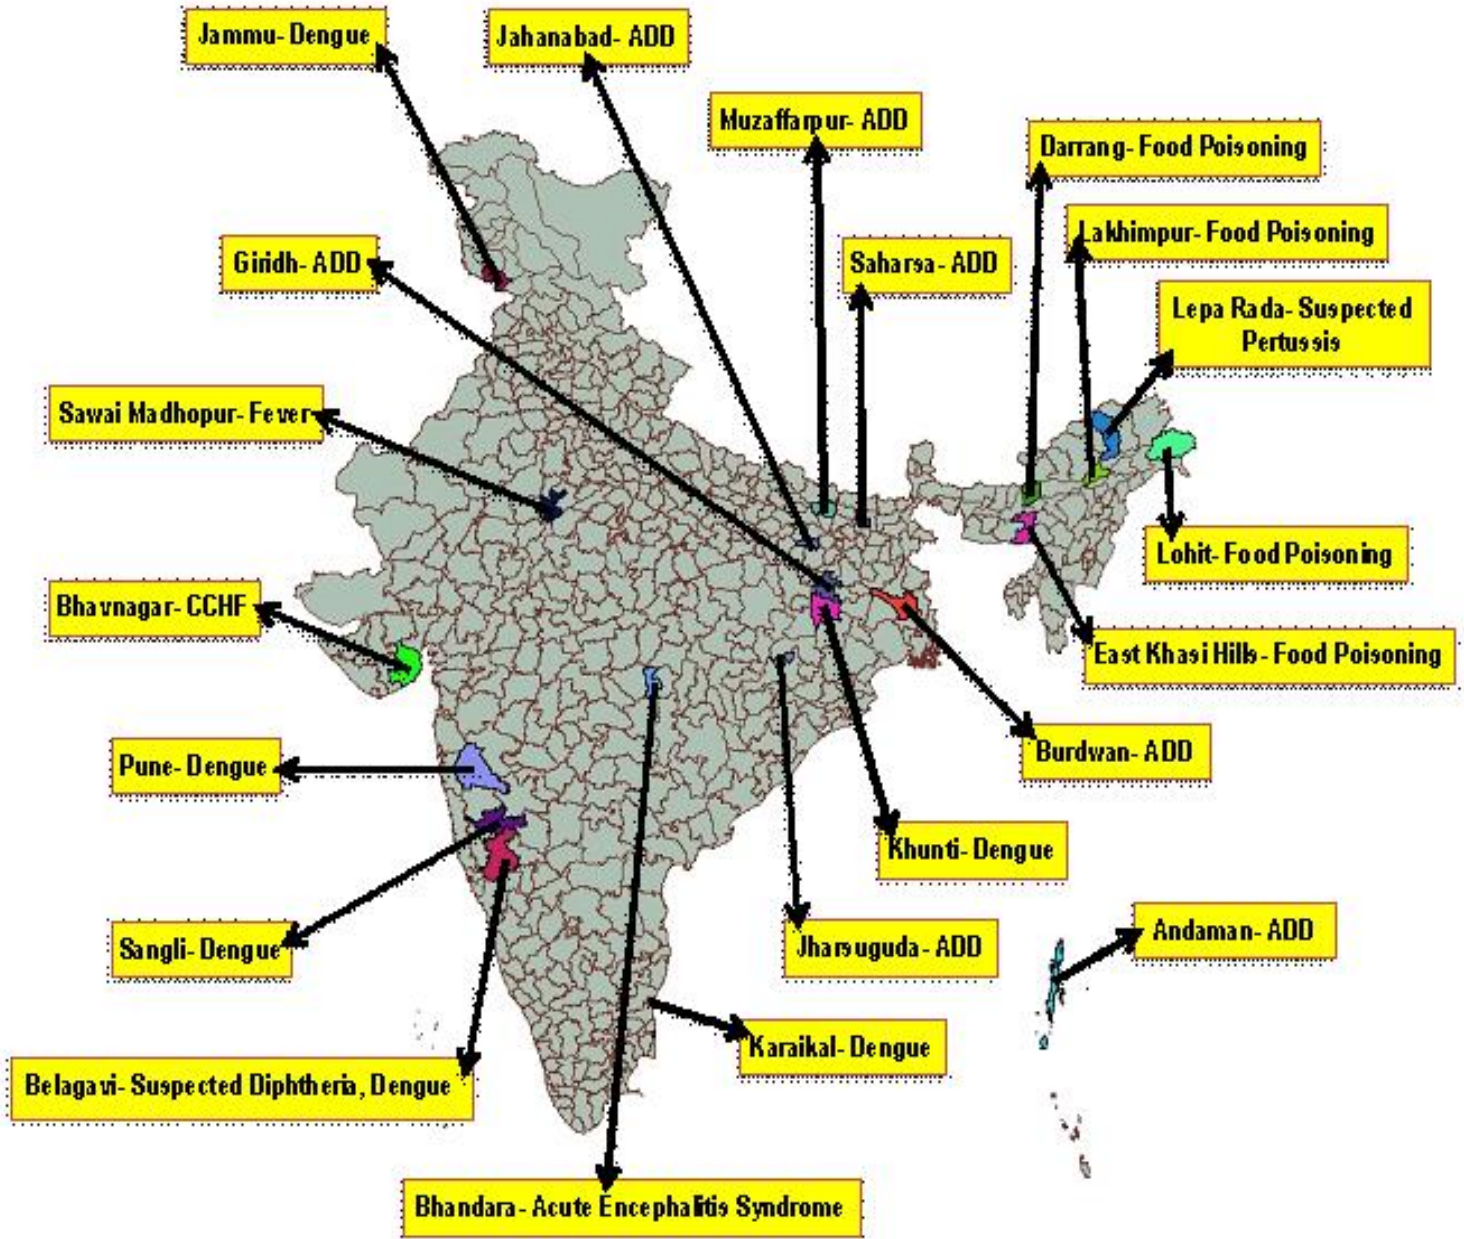 Jammu- Dengue
Jahanabad- ADD
Muzaffarpur- ADD
Darrang- Food Poisoning
Lakhimpur- Food Poisoning
Giridh- ADD
Saharsa- ADD
Lepa Rada- Suspected
Pertussis
Sawai Madhopur- Fever
Lohit- Food Poisoning
Bhavnagar- CCHF
East Khasi Hills- Food Poisoning
Pune- Dengue
Burdwan- ADD
Khunti- Dengue
Sangli- Dengue
Jharsuguda- ADD
Andaman- ADD
Karaikal- Dengue
Belagavi- Suspected Diphtheria, Dengue
Bhandara- Acute Encephalitis Syndrome